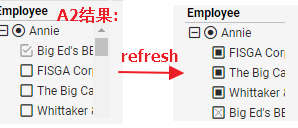 A2结果:
Employee
Annie
Big Ed's BE
FISGA Corp
The Big Ca
Whittaker &
refresh
Employee
Annie
FISGA Corp
The Big Ca
Whittaker &
Big Ed's BE